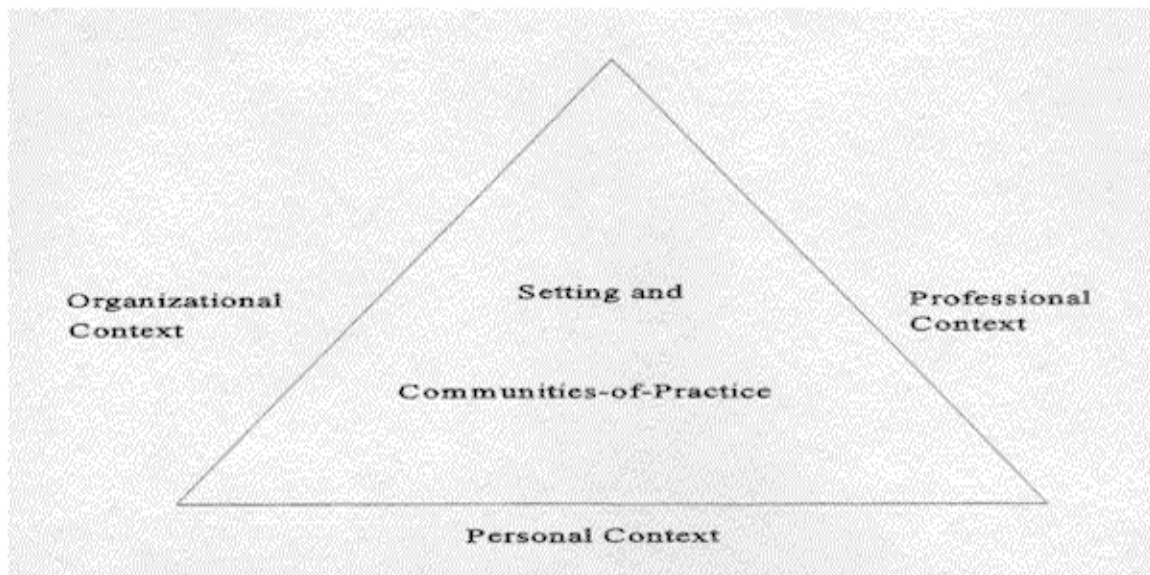 Organizational
Context
Setting and
Communities-of-Practice
Professional
Context
Personal Context